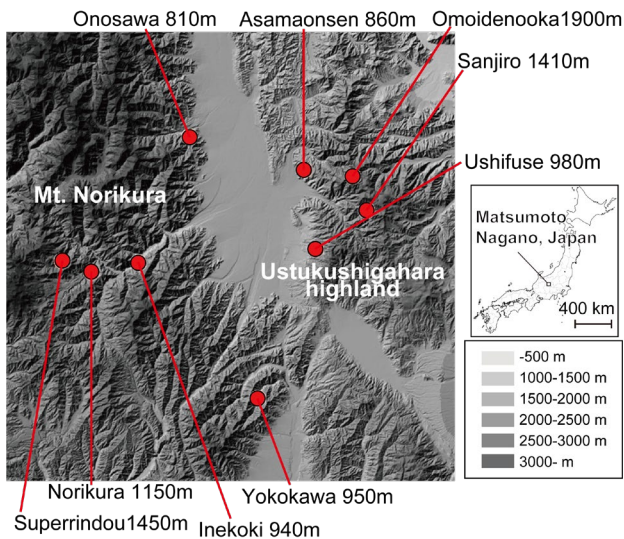 Onosawa 810m
Asamaonsen 860m
Omoidenooka1900m
Sanjiro 1410m
Ushifuse 980m
Mt. Norikura
Ustukushigahara
highland
Matsumoto
Nagano, Japan
400 km
-500 m
1000-1500 m
1500-2000 m
2000-2500 m
2500-3000 m
3000- m
Norikura 1150m
Yokokawa 950m
Superrindou1450m
Inekoki 940m